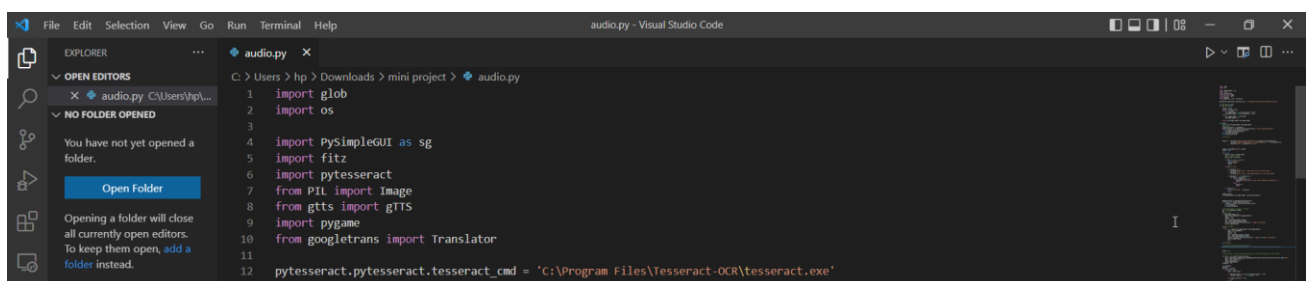 File Edit Selection View Go Run Terminal Help
audio.py - Visual Studio Code
EXPLORER ...
OPEN EDITORS
audio.py C:\Users\hp\...
NO FOLDER OPENED
You have not yet opened a
folder.
Open Folder
Opening a folder will close
all currently open editors.
To keep them open, add a
folder instead.
audio.py
C: > Users > hp > Downloads > mini project > audio.py
1 import glob
2 import os
3
4 import PySimpleGUI as sg
5 import fitz
6 import pytesseract
7 from PIL import Image
8 from gtts import gTTS
9 import pygame
10 from googletrans import Translator
11
12 pytesseract.pytesseract.tesseract_cmd = 'C:\Program Files\Tesseract-OCR\tesseract.exe'